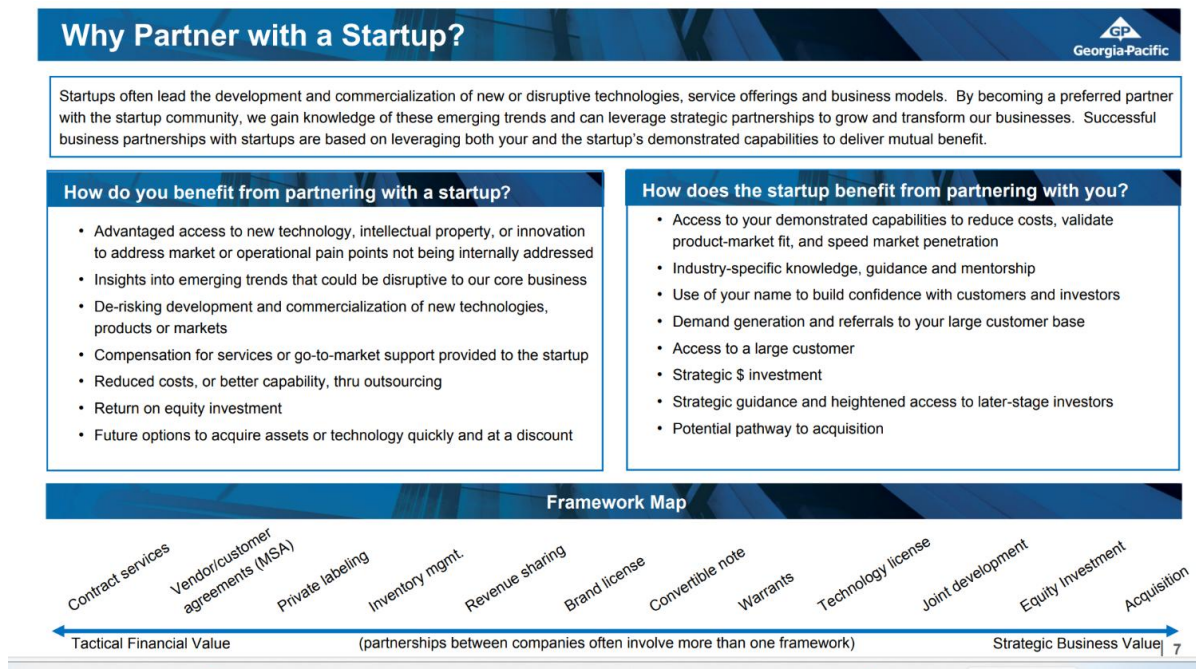 Why Partner with a Startup?
GP
Georgia-Pacific
Startups often lead the development and commercialization of new or disruptive technologies, service offerings and business models.  By becoming a preferred partner
with the startup community, we gain knowledge of these emerging trends and can leverage strategic partnerships to grow and transform our businesses.  Successful
business partnerships with startups are based on leveraging both your and the startup's demonstrated capabilities to deliver mutual benefit.
How do you benefit from partnering with a startup?
• Advantaged access to new technology, intellectual property, or innovation
to address market or operational pain points not being internally addressed
• Insights into emerging trends that could be disruptive to our core business
• De-risking development and commercialization of new technologies,
products or markets
• Compensation for services or go-to-market support provided to the startup
• Reduced costs, or better capability, thru outsourcing
• Return on equity investment
• Future options to acquire assets or technology quickly and at a discount
How does the startup benefit from partnering with you?
• Access to your demonstrated capabilities to reduce costs, validate
product-market fit, and speed market penetration
• Industry-specific knowledge, guidance and mentorship
• Use of your name to build confidence with customers and investors
• Demand generation and referrals to your large customer base
• Access to a large customer
• Strategic $ investment
• Strategic guidance and heightened access to later-stage investors
• Potential pathway to acquisition
Framework Map
Contract services
Vendor/customer
agreements (MSA)
Private labeling
Inventory mgmt.
Revenue sharing
Brand license
Convertible note
Warrants
Technology license
Joint development
Equity Investment
Acquisition
Tactical Financial Value
(partnerships between companies often involve more than one framework)
Strategic Business Value
7